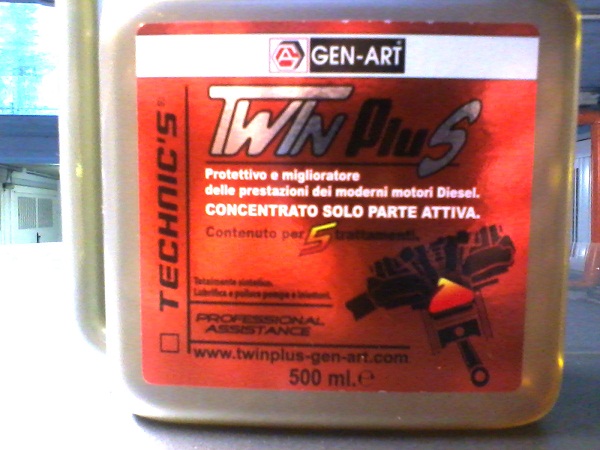 GEN-ART®
TECHNIC'S®
TWIN PluS
Protettivo e miglioratore
delle prestazioni dei moderni motori Diesel.
CONCENTRATO SOLO PARTE ATTIVA.
Contenuto per 5 trattamenti.
Totalmente sintetico.
Lubrifica e pulisce pompe e iniettori.
PROFESSIONAL
ASSISTANCE
www.twinplus-gen-art.com
500 ml.℮